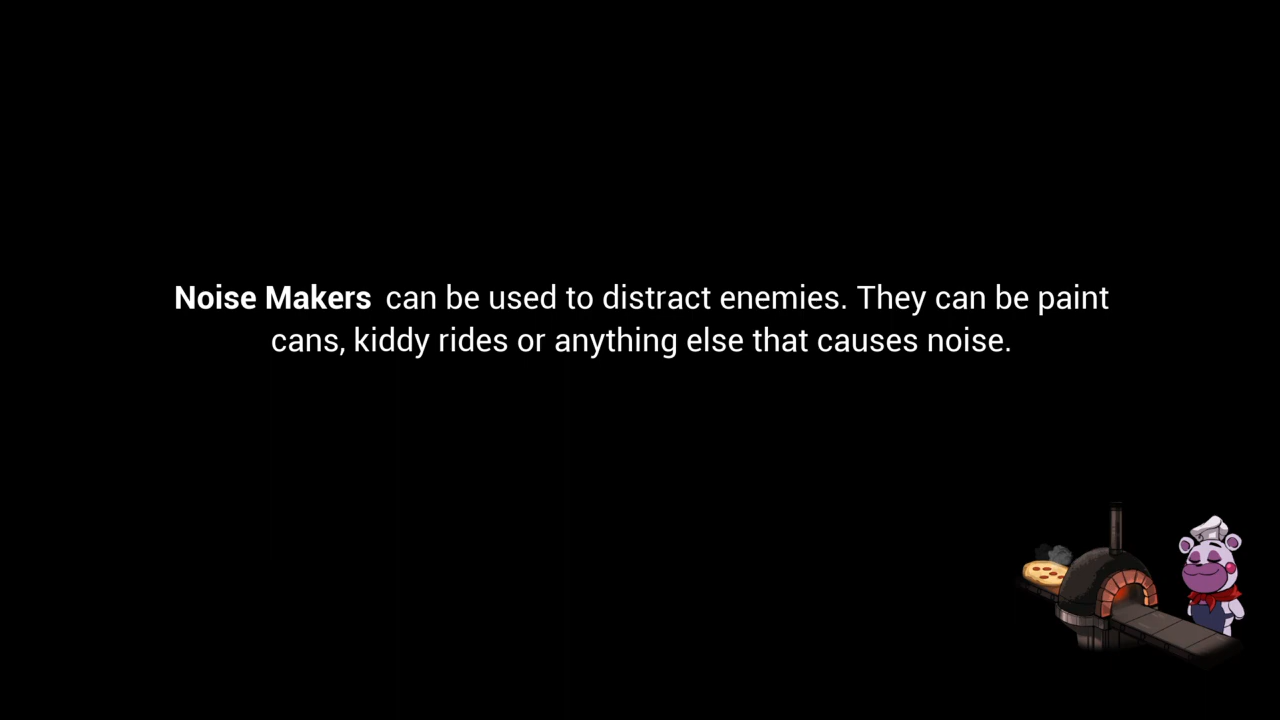 Noise Makers can be used to distract enemies. They can be paint
cans, kiddy rides or anything else that causes noise.